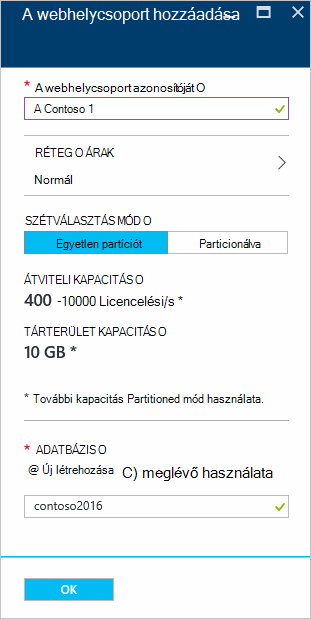 A webhelycsoport hozzáadása
* A webhelycsoport azonosítóját O
A Contoso 1
RÉTEG O ÁRAK
Normál
SZÉTVÁLASZTÁS MÓD O
Egyetlen partíciót Particionálva
ÁTVITELI KAPACITÁS O
400 -10000 Licencelési/s *
TÁRTERÜLET KAPACITÁS O
10 GB *
* További kapacitás Partitioned mód használata.
* ADATBÁZIS O
@ Új létrehozása C) meglévő használata
contoso2016
OK